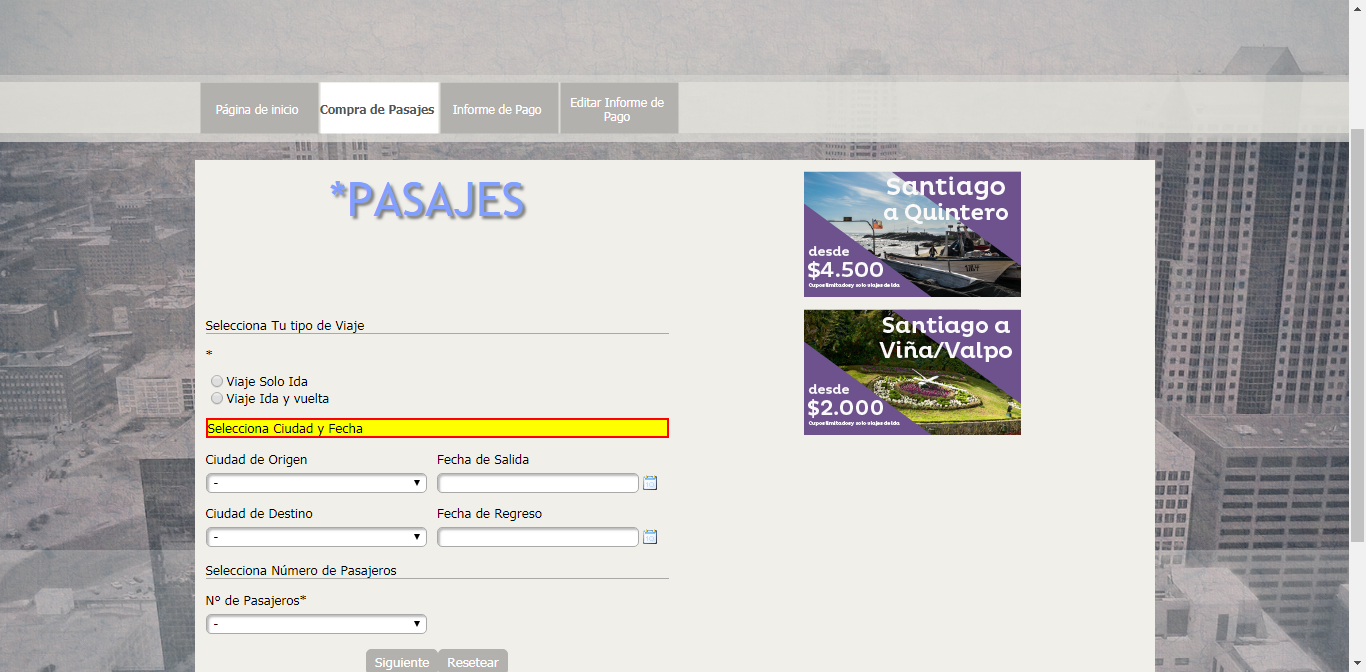 Página de inicio
Compra de Pasajes
Informe de Pago
Editar Informe de
Pago
*PASAJES
Selecciona Tu tipo de Viaje
*
Viaje Solo Ida
Viaje Ida y vuelta
Selecciona Ciudad y Fecha
Ciudad de Origen
Fecha de Salida
-
Ciudad de Destino
Fecha de Regreso
-
Selecciona Número de Pasajeros
Nº de Pasajeros*
-
Siguiente
Resetear
Santiago
a Quintero
desde
$4.500
Cupos limitados y solo viajes de ida
Santiago a
Viña/Valpo
desde
$2.000
Cupos limitados y solo viajes de ida